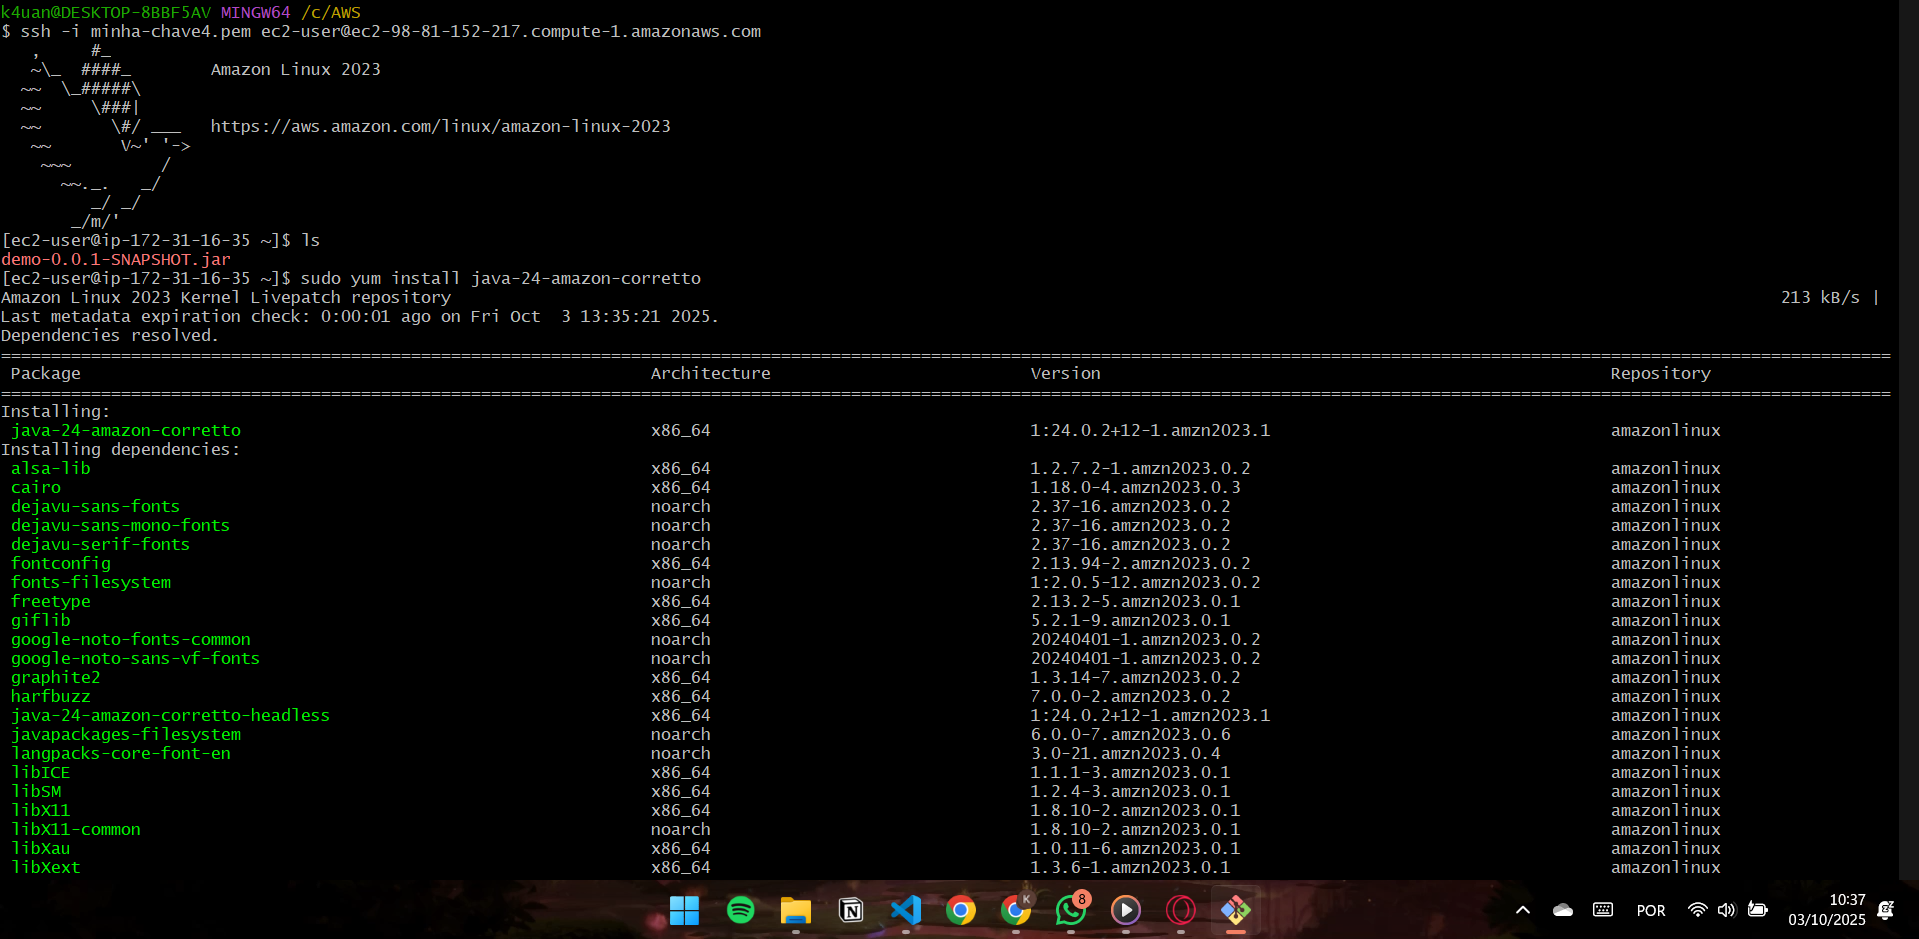 k4uan@DESKTOP-8BBF5AV MINGW64 /c/AWS
$ ssh -i minha-chave4.pem ec2-user@ec2-98-81-152-217.compute-1.amazonaws.com
   ,     #_
   ~\_  ####_        Amazon Linux 2023
  ~~  \_#####\
  ~~     \###|
  ~~       \#/ ___   https://aws.amazon.com/linux/amazon-linux-2023
   ~~       V~' '->
    ~~~         /
      ~~._.   _/
         _/ _/
       _/m/'
[ec2-user@ip-172-31-16-35 ~]$ ls
demo-0.0.1-SNAPSHOT.jar
[ec2-user@ip-172-31-16-35 ~]$ sudo yum install java-24-amazon-corretto
Amazon Linux 2023 Kernel Livepatch repository 213 kB/s |
Last metadata expiration check: 0:00:01 ago on Fri Oct  3 13:35:21 2025.
Dependencies resolved.
Package Architecture Version Repository
Installing:
java-24-amazon-corretto x86_64 1:24.0.2+12-1.amzn2023.1 amazonlinux
Installing dependencies:
alsa-lib x86_64 1.2.7.2-1.amzn2023.0.2 amazonlinux
cairo x86_64 1.18.0-4.amzn2023.0.3 amazonlinux
dejavu-sans-fonts noarch 2.37-16.amzn2023.0.2 amazonlinux
dejavu-sans-mono-fonts noarch 2.37-16.amzn2023.0.2 amazonlinux
dejavu-serif-fonts noarch 2.37-16.amzn2023.0.2 amazonlinux
fontconfig x86_64 2.13.94-2.amzn2023.0.2 amazonlinux
fonts-filesystem noarch 1:2.0.5-12.amzn2023.0.2 amazonlinux
freetype x86_64 2.13.2-5.amzn2023.0.1 amazonlinux
giflib x86_64 5.2.1-9.amzn2023.0.1 amazonlinux
google-noto-fonts-common noarch 20240401-1.amzn2023.0.2 amazonlinux
google-noto-sans-vf-fonts noarch 20240401-1.amzn2023.0.2 amazonlinux
graphite2 x86_64 1.3.14-7.amzn2023.0.2 amazonlinux
harfbuzz x86_64 7.0.0-2.amzn2023.0.2 amazonlinux
java-24-amazon-corretto-headless x86_64 1:24.0.2+12-1.amzn2023.1 amazonlinux
javapackages-filesystem noarch 6.0.0-7.amzn2023.0.6 amazonlinux
langpacks-core-font-en noarch 3.0-21.amzn2023.0.4 amazonlinux
libICE x86_64 1.1.1-3.amzn2023.0.1 amazonlinux
libSM x86_64 1.2.4-3.amzn2023.0.1 amazonlinux
libX11 x86_64 1.8.10-2.amzn2023.0.1 amazonlinux
libX11-common noarch 1.8.10-2.amzn2023.0.1 amazonlinux
libXau x86_64 1.0.11-6.amzn2023.0.1 amazonlinux
libXext x86_64 1.3.6-1.amzn2023.0.1 amazonlinux
K
8
POR
10:37
03/10/2025